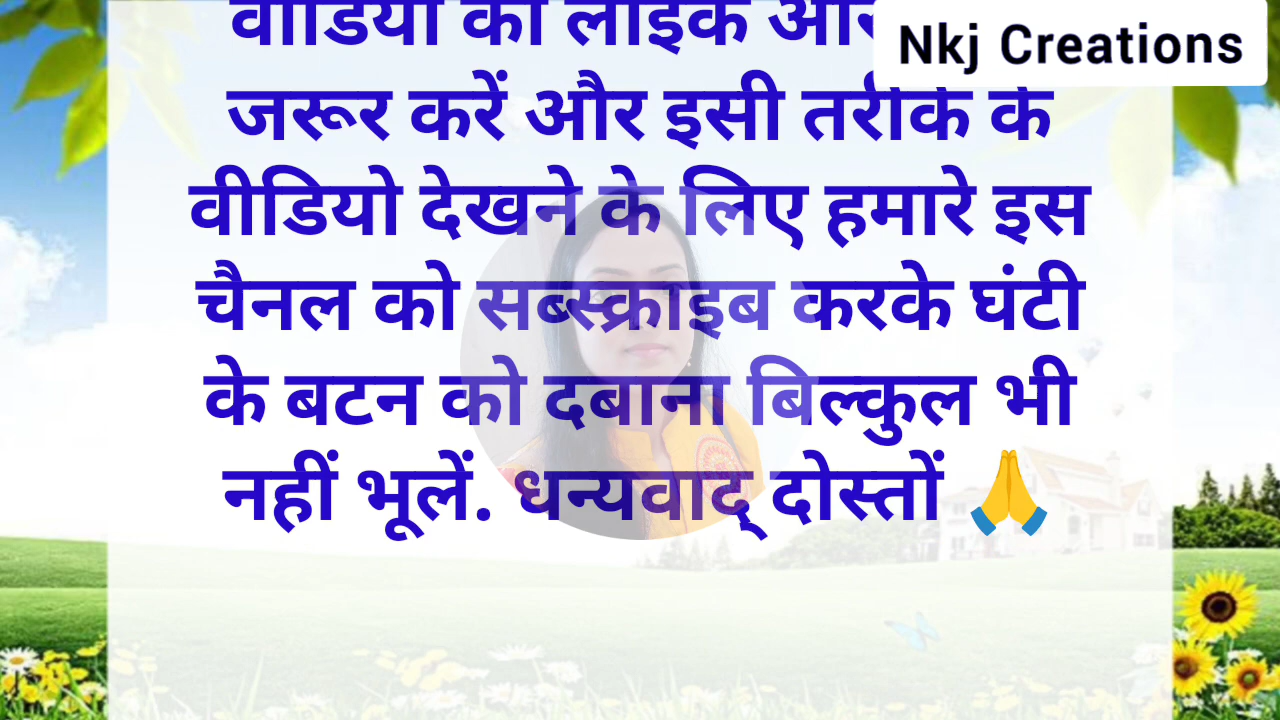 Nkj Creations
वीडियो को लाइक और
जरूर करें और इसी तरीके के
वीडियो देखने के लिए हमारे इस
चैनल को सब्स्क्राइब करके घंटी
के बटन को दबाना बिल्कुल भी
नहीं भूलें. धन्यवाद् दोस्तों 🙏